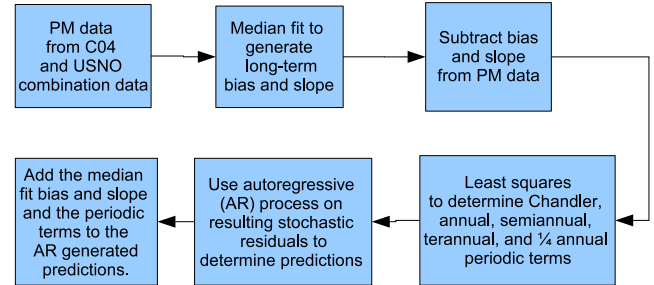 PM data
from C04
and USNO
combination data
Median fit to
generate
long-term
bias and slope
Subtract bias
and slope
from PM data
Least squares
to determine Chandler,
annual, semiannual,
terannual, and ¼ annual
periodic terms
Use autoregressive
(AR) process on
resulting stochastic
residuals to
determine predictions
Add the median
fit bias and slope
and the periodic
terms to the
AR generated
predictions.